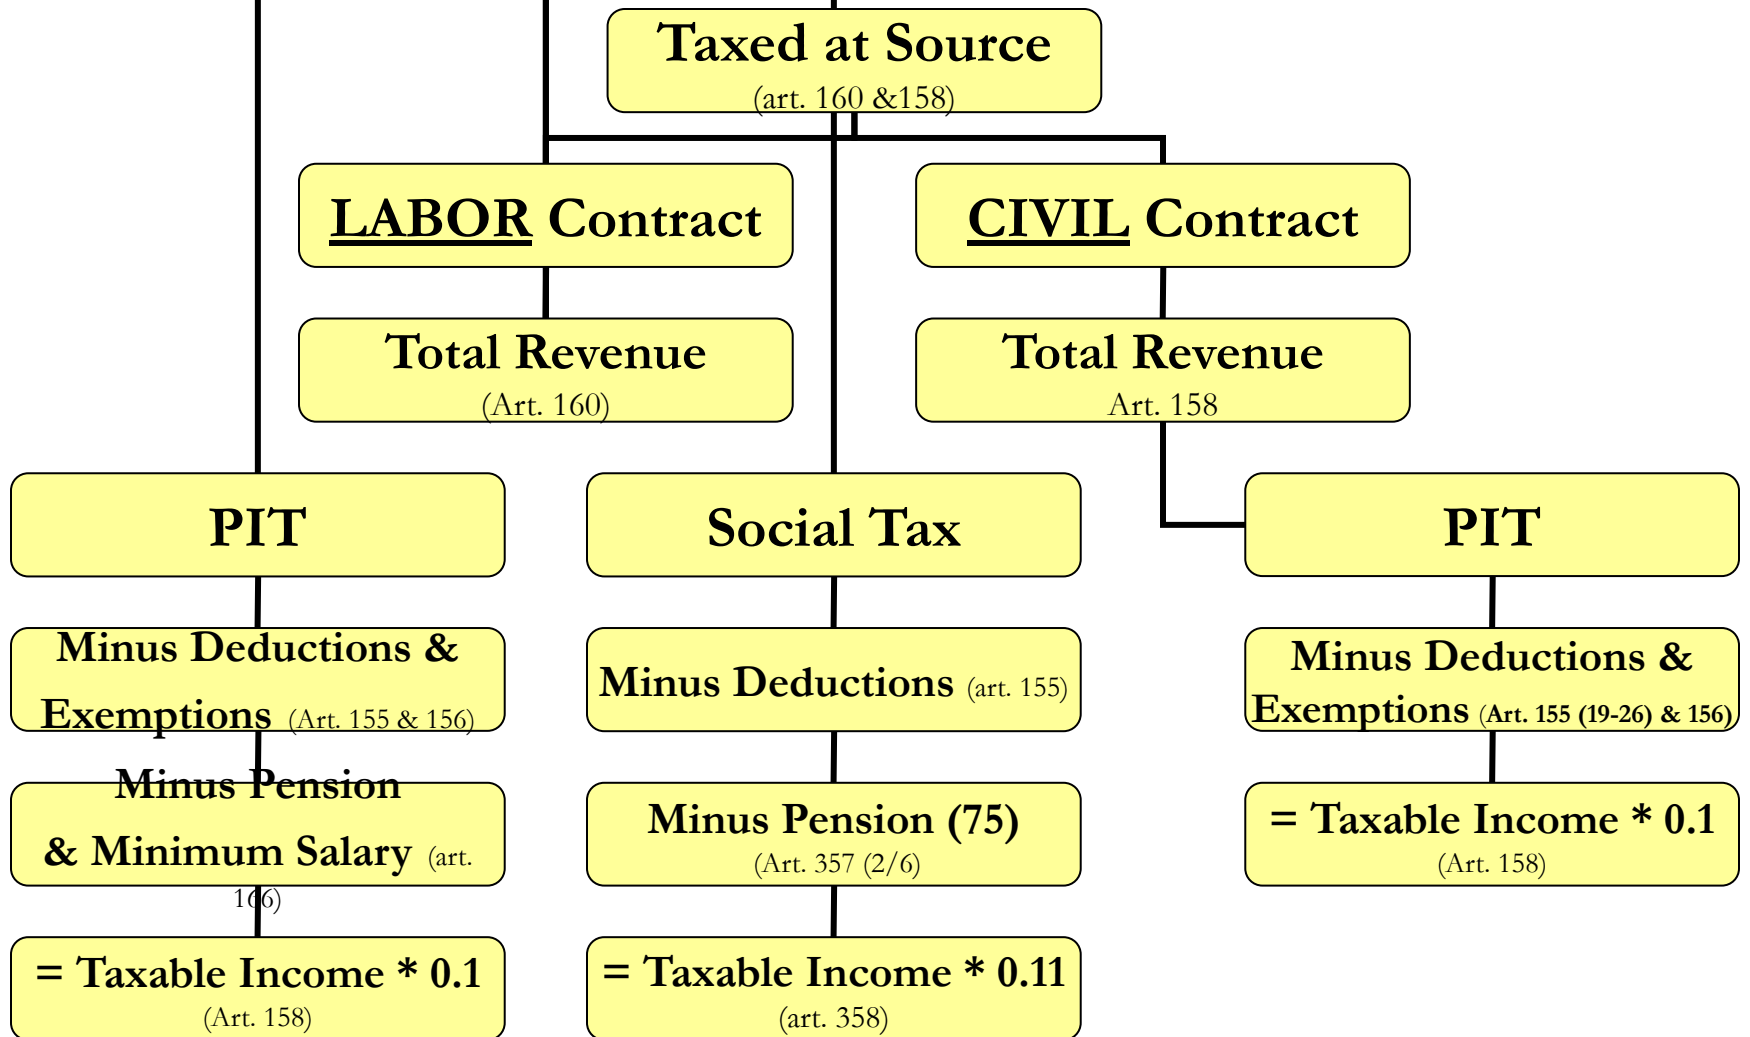 Taxed at Source
(art. 160 &158)
LABOR Contract
CIVIL Contract
Total Revenue
(Art. 160)
Total Revenue
Art. 158
PIT
Social Tax
PIT
Minus Deductions &
Exemptions (Art. 155 & 156)
Minus Deductions (art. 155)
Minus Deductions &
Exemptions (Art. 155 (19-26) & 156)
Minus Pension
& Minimum Salary (art.
166)
Minus Pension (75)
(Art. 357 (2/6)
= Taxable Income * 0.1
(Art. 158)
= Taxable Income * 0.1
(Art. 158)
= Taxable Income * 0.11
(art. 358)